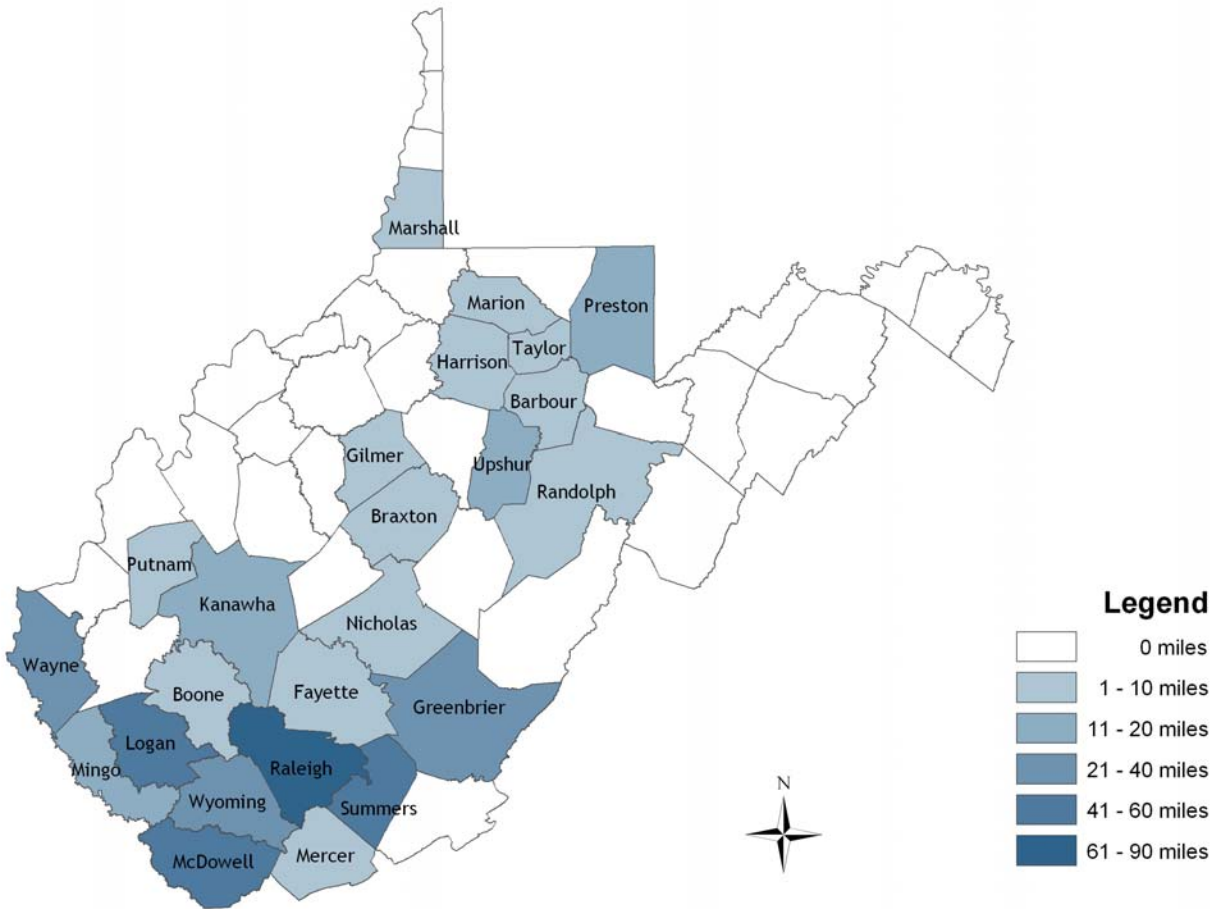 Marshall
Marion
Preston
Taylor
Harrison
Barbour
Gilmer
Upshur
Randolph
Braxton
Putnam
Kanawha
Nicholas
Wayne
Boone
Fayette
Greenbrier
Logan
Mingo
Raleigh
Wyoming
Summers
McDowell
Mercer
N
Legend
0 miles
1 - 10 miles
11 - 20 miles
21 - 40 miles
41 - 60 miles
61 - 90 miles